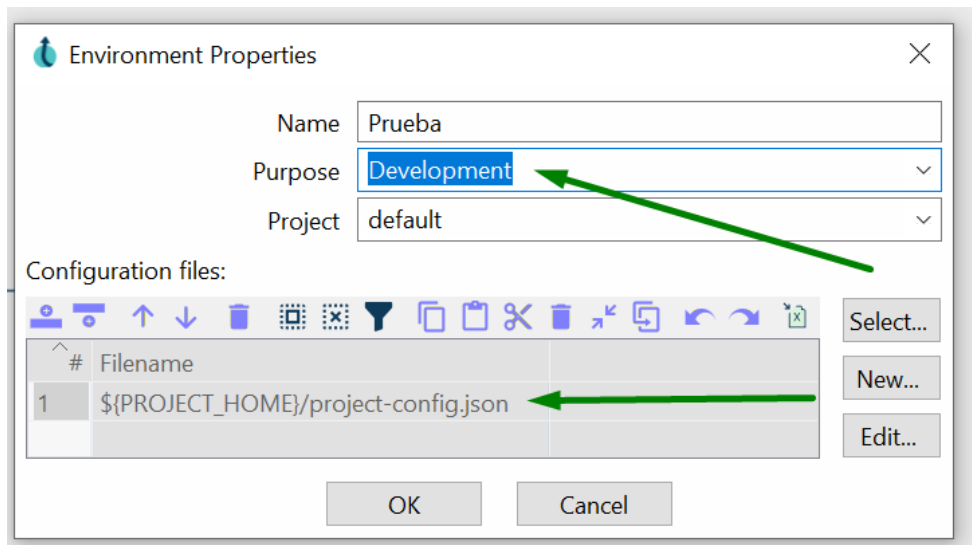 Environment Properties
Name Prueba
Purpose Development
Project default
Configuration files:
Select...
# Filename
New...
1 ${PROJECT_HOME}/project-config.json
Edit...
OK Cancel